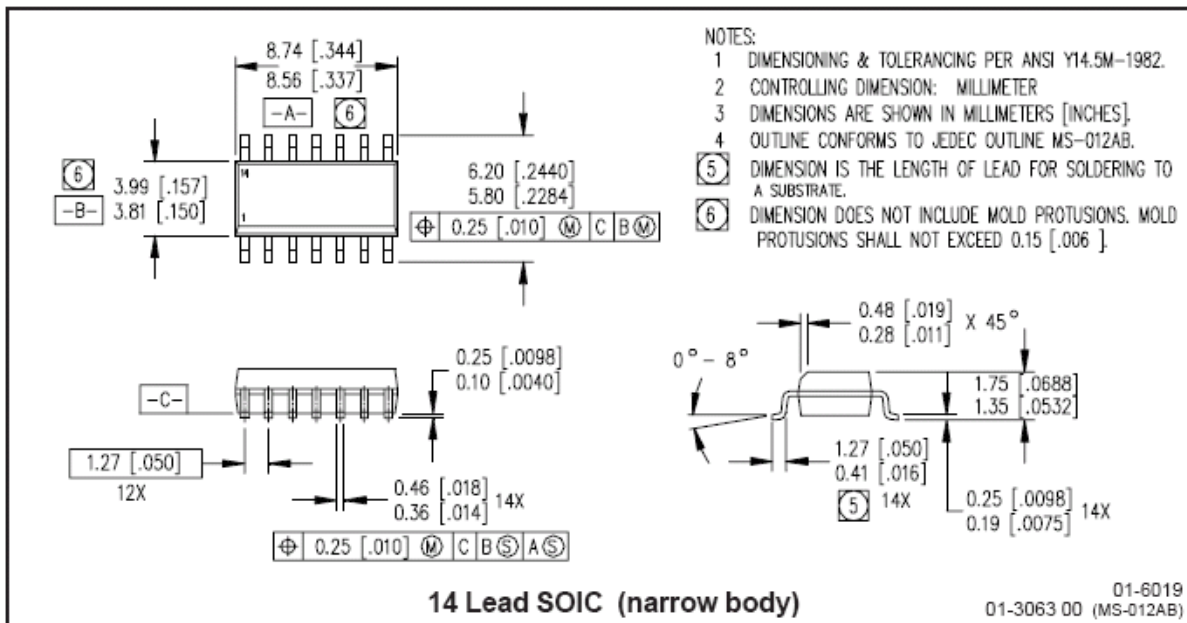 8.74 [.344]
8.56 [.337]
-A- 6
6 3.99 [.157]
-B- 3.81 [.150]
14
1
6.20 [.2440]
5.80 [.2284]
⌖ 0.25 [.010] Ⓜ C B Ⓜ
NOTES:
1 DIMENSIONING & TOLERANCING PER ANSI Y14.5M-1982.
2 CONTROLLING DIMENSION: MILLIMETER
3 DIMENSIONS ARE SHOWN IN MILLIMETERS [INCHES].
4 OUTLINE CONFORMS TO JEDEC OUTLINE MS-012AB.
5 DIMENSION IS THE LENGTH OF LEAD FOR SOLDERING TO
A SUBSTRATE.
6 DIMENSION DOES NOT INCLUDE MOLD PROTUSIONS. MOLD
PROTUSIONS SHALL NOT EXCEED 0.15 [.006 ].
-C-
0.25 [.0098]
0.10 [.0040]
1.27 [.050]
12X
0.46 [.018]
0.36 [.014] 14X
⌖ 0.25 [.010] Ⓜ C B Ⓢ A Ⓢ
0.48 [.019]
0.28 [.011] X 45°
0°-8°
1.75 [.0688]
1.35 [.0532]
1.27 [.050]
0.41 [.016]
5 14X
0.25 [.0098]
0.19 [.0075] 14X
14 Lead SOIC (narrow body)
01-6019
01-3063 00 (MS-012AB)